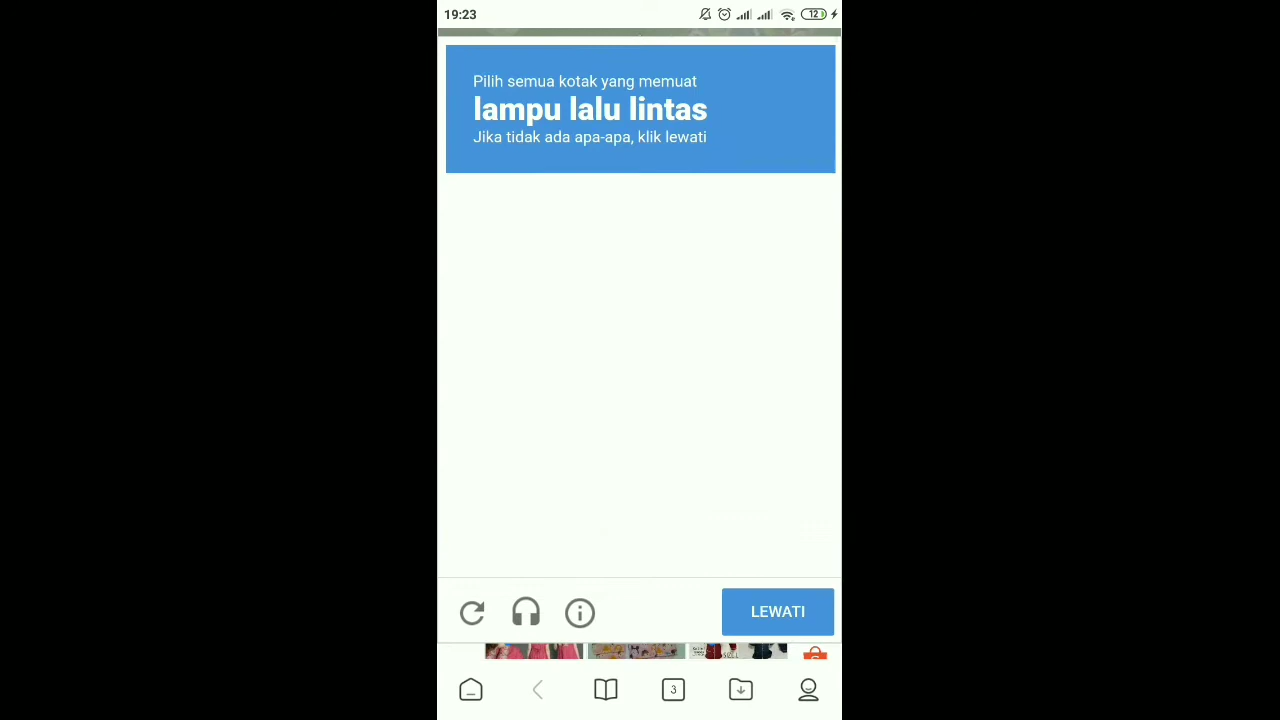 19:23
12
Pilih semua kotak yang memuat
lampu lalu lintas
Jika tidak ada apa-apa, klik lewati
LEWATI
3